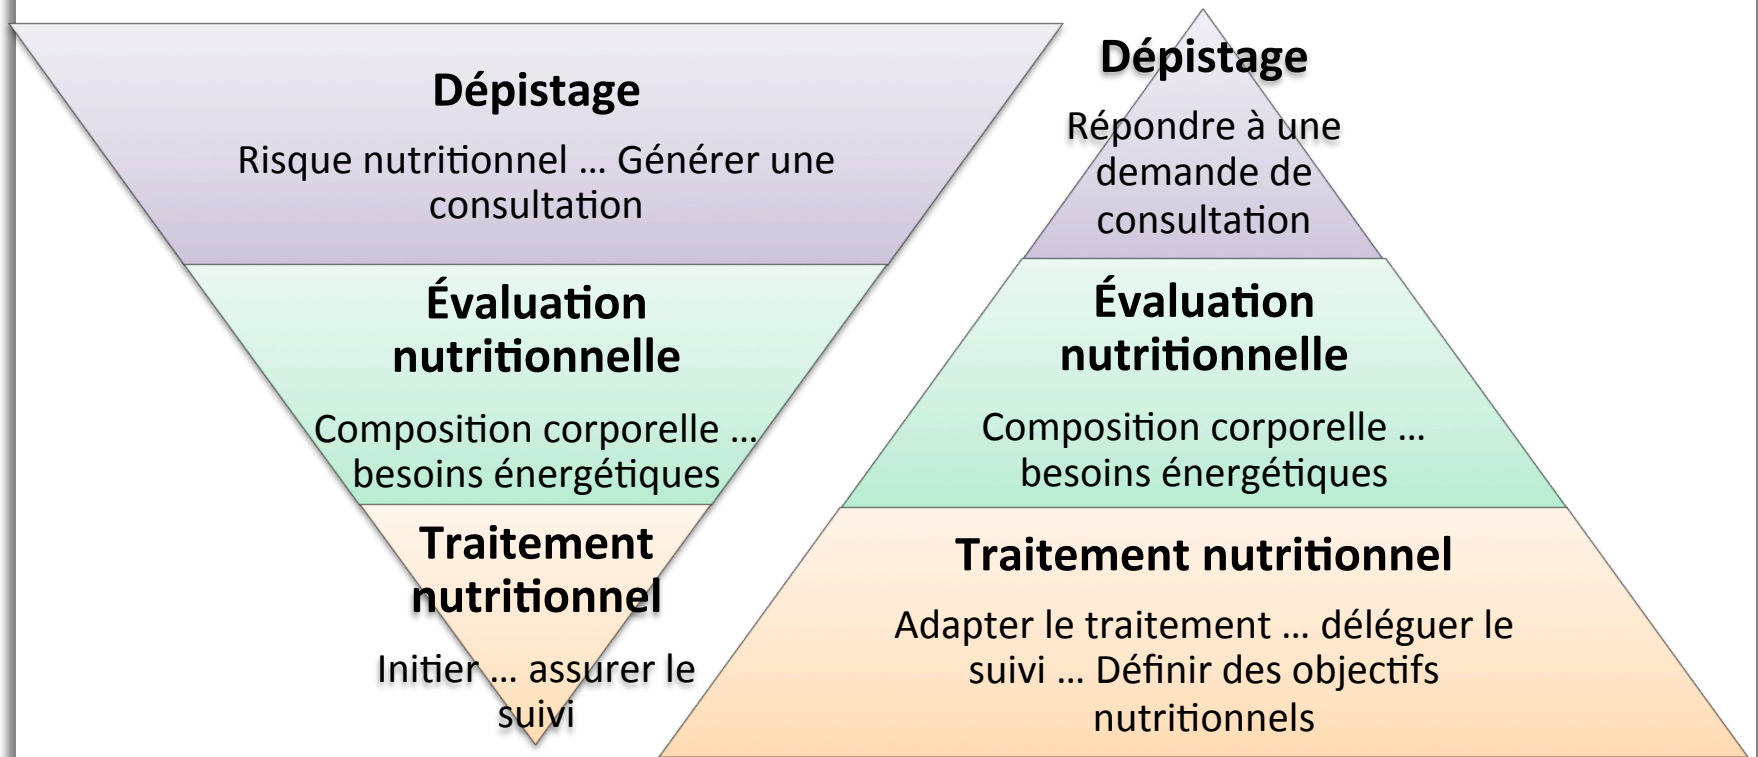 Dépistage
Risque nutritionnel ... Générer une
consultation
Évaluation
nutritionnelle
Composition corporelle ...
besoins énergétiques
Traitement
nutritionnel
Initier ... assurer le
suivi
Dépistage
Répondre à une
demande de
consultation
Évaluation
nutritionnelle
Composition corporelle ...
besoins énergétiques
Traitement nutritionnel
Adapter le traitement ... déléguer le
suivi ... Définir des objectifs
nutritionnels